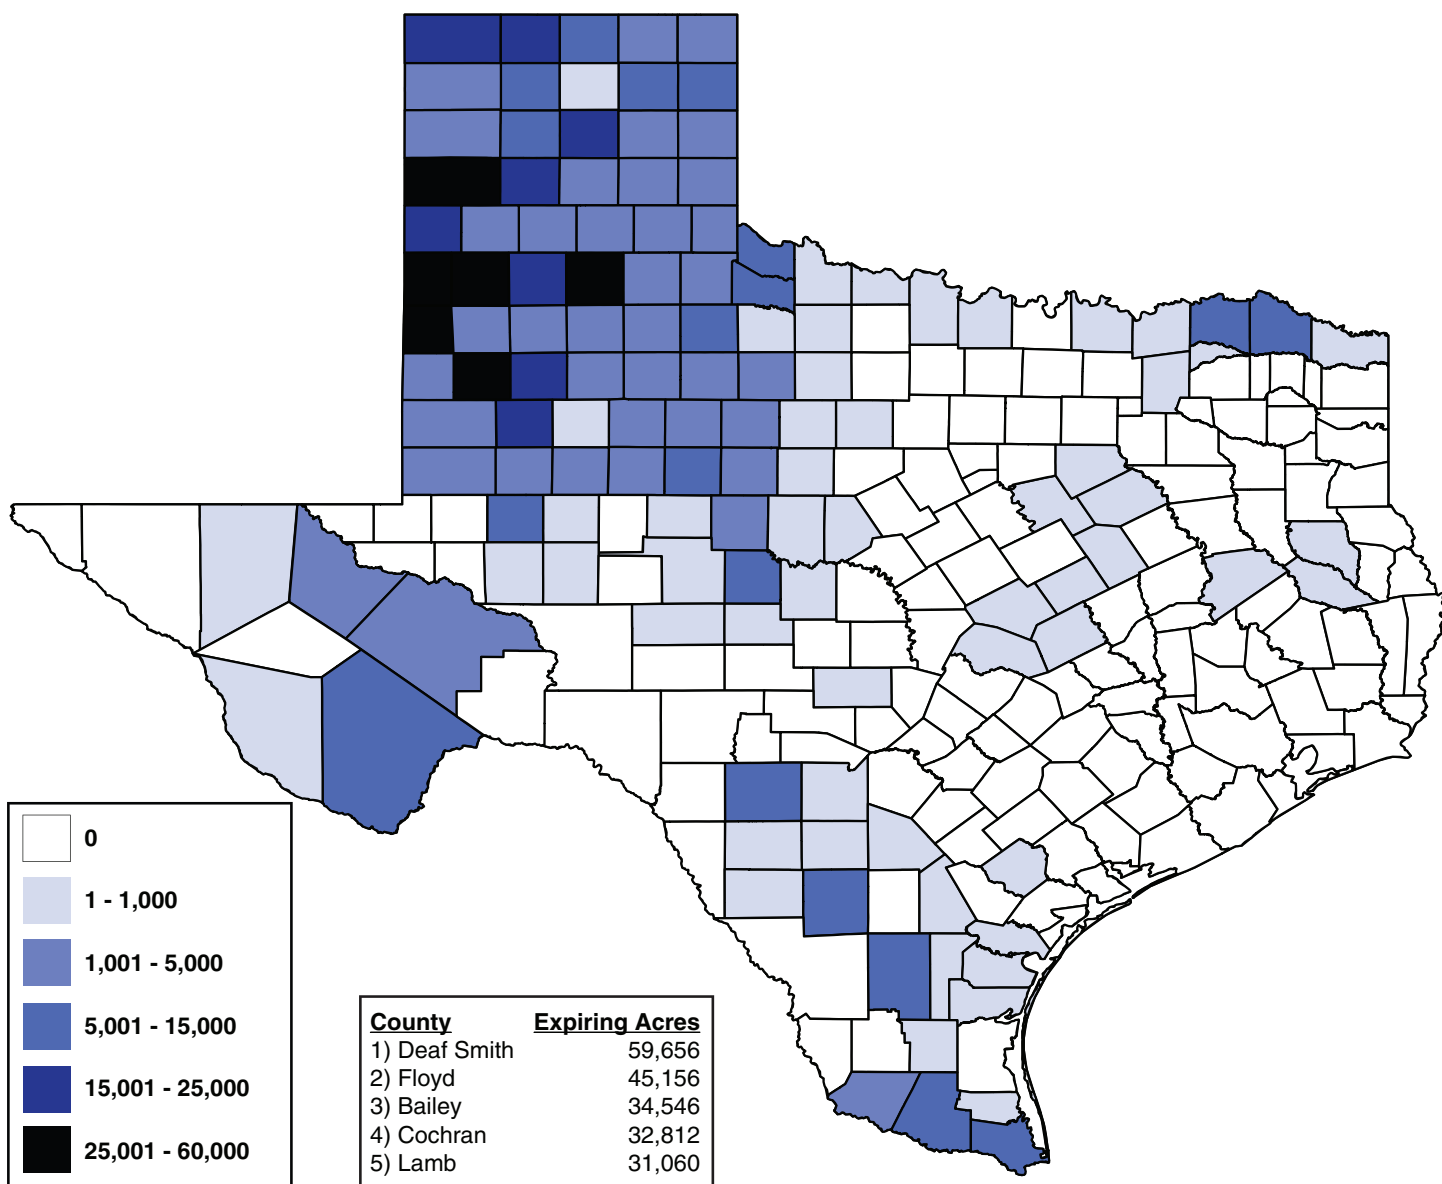 0
1 - 1,000
1,001 - 5,000
5,001 - 15,000
15,001 - 25,000
25,001 - 60,000
County Expiring Acres
1) Deaf Smith 59,656
2) Floyd 45,156
3) Bailey 34,546
4) Cochran 32,812
5) Lamb 31,060